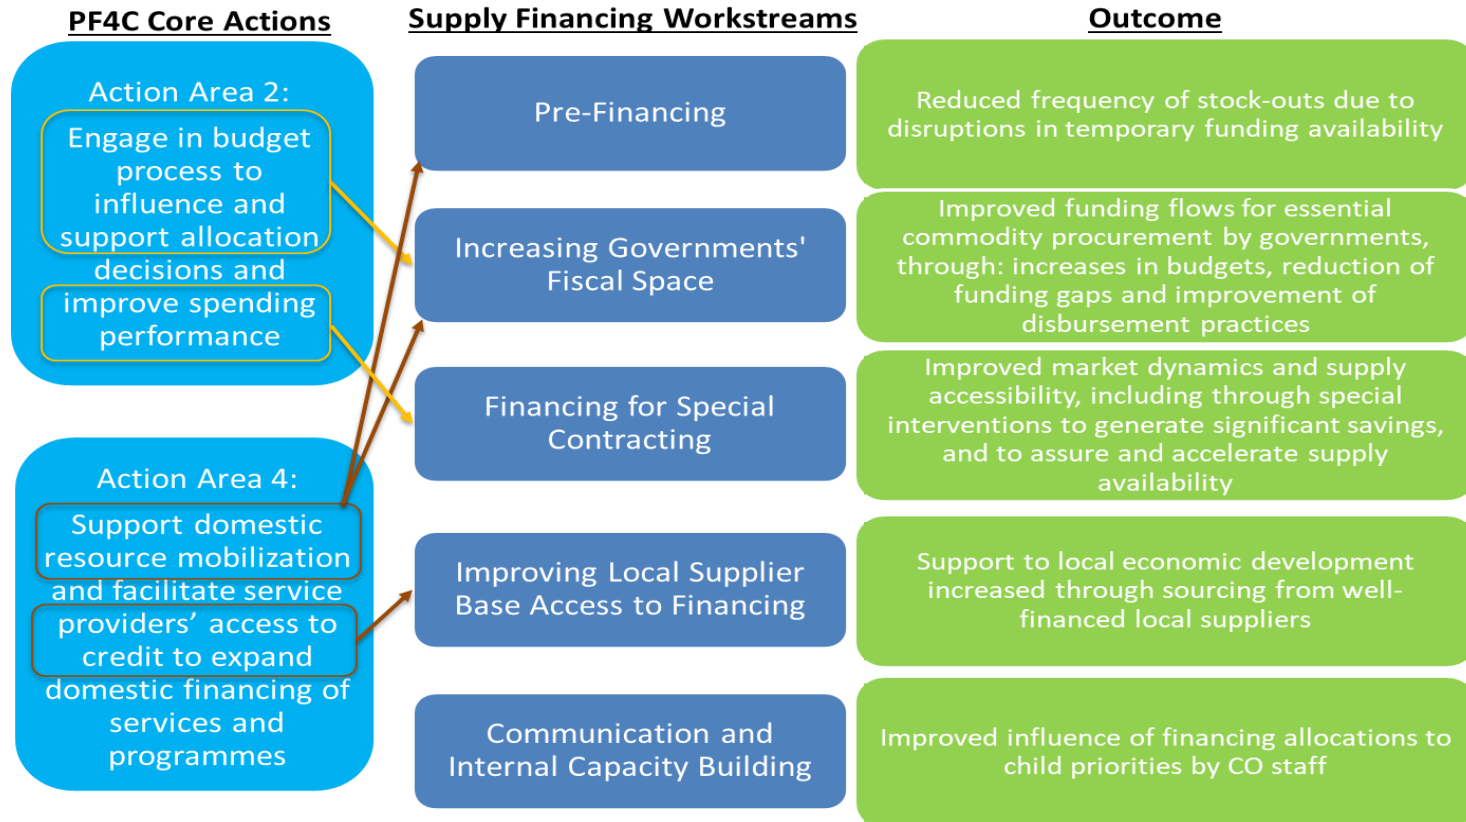 PF4C Core Actions
Action Area 2:
Engage in budget
process to
influence and
support allocation
decisions and
improve spending
performance
Action Area 4:
Support domestic
resource mobilization
and facilitate service
providers’ access to
credit to expand
domestic financing of
services and
programmes
Supply Financing Workstreams
Pre-Financing
Increasing Governments'
Fiscal Space
Financing for Special
Contracting
Improving Local Supplier
Base Access to Financing
Communication and
Internal Capacity Building
Outcome
Reduced frequency of stock-outs due to
disruptions in temporary funding availability
Improved funding flows for essential
commodity procurement by governments,
through: increases in budgets, reduction of
funding gaps and improvement of
disbursement practices
Improved market dynamics and supply
accessibility, including through special
interventions to generate significant savings,
and to assure and accelerate supply
availability
Support to local economic development
increased through sourcing from well-
financed local suppliers
Improved influence of financing allocations to
child priorities by CO staff